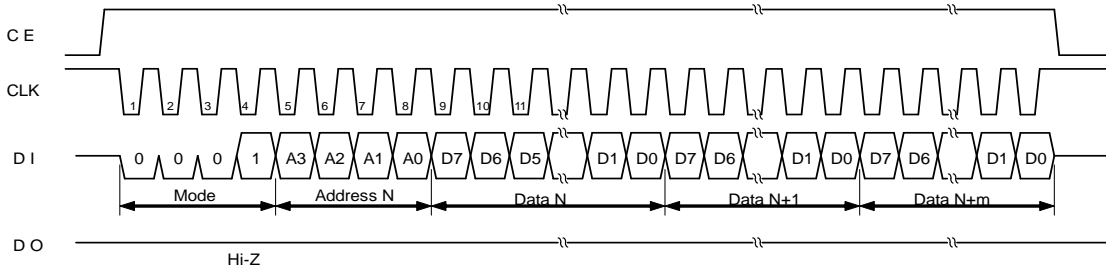 C E
CLK
1 2 3 4 5 6 7 8 9 10 11
D I
0 0 0 1 A3 A2 A1 A0 D7 D6 D5 D1 D0 D7 D6 D1 D0 D7 D6 D1 D0
Mode Address N Data N Data N+1 Data N+m
D O
Hi-Z